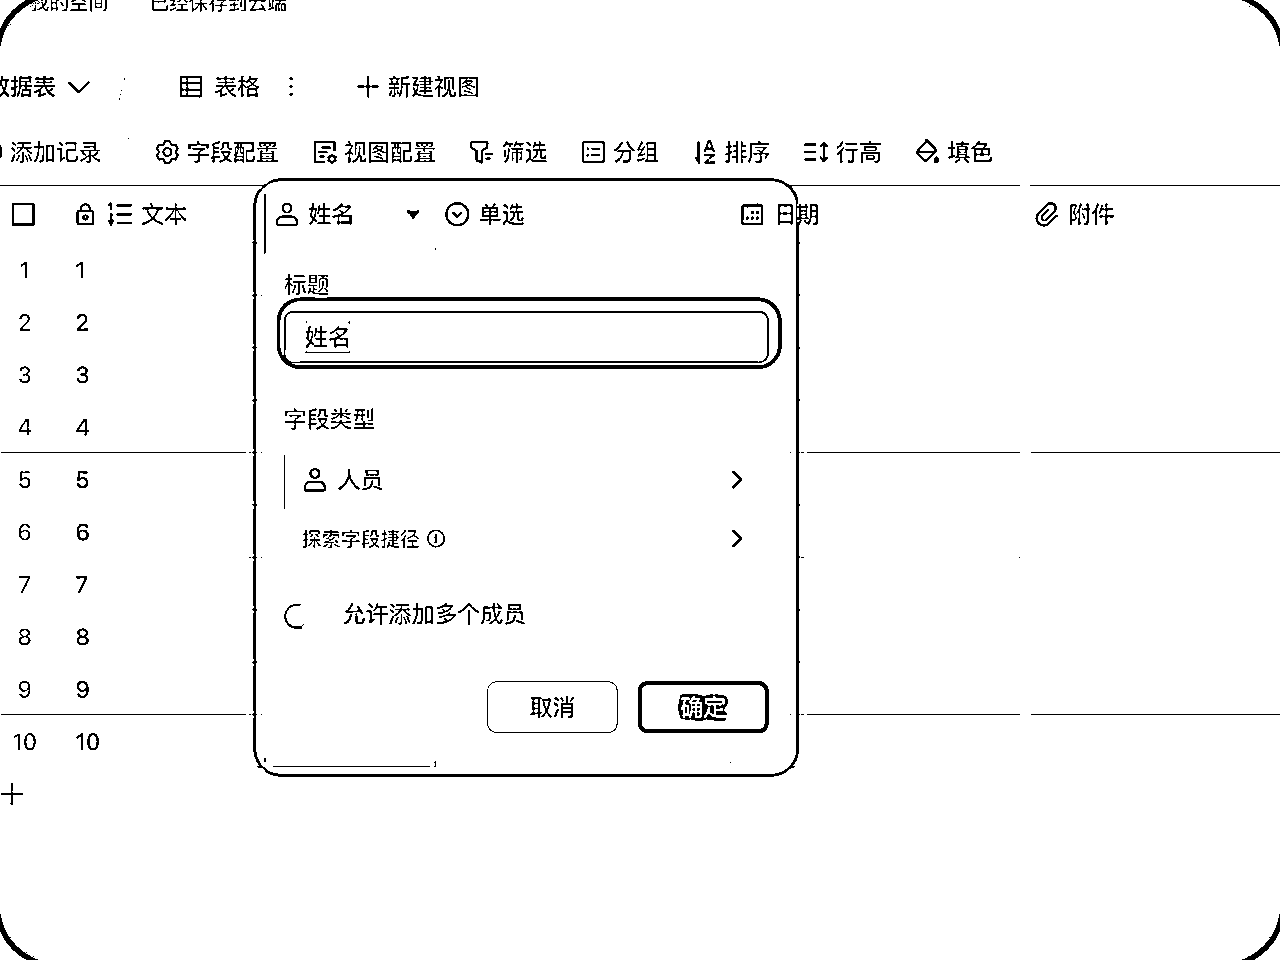 我的空间 已经保存到云端
数据表 表格 新建视图
添加记录 字段配置 视图配置 筛选 分组 排序 行高 填色
文本 姓名 单选 日期 附件
1 1
标题
2 2
姓名
3 3
4 4
字段类型
5 5
人员
6 6
探索字段捷径
7 7
允许添加多个成员
8 8
9 9
取消 确定
10 10